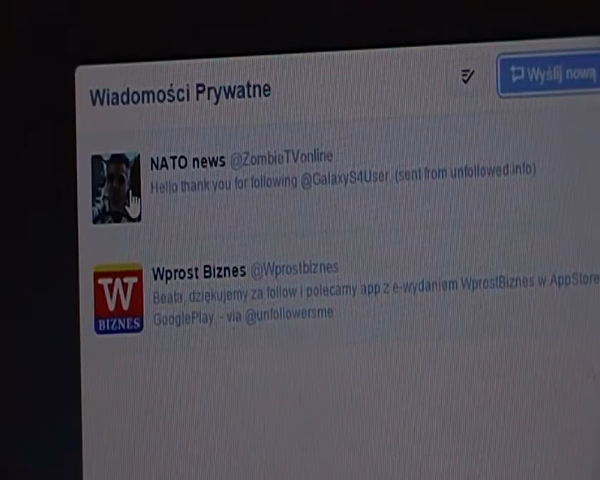 Wiadomości Prywatne
Wyślij nową
NATO news @ZombieTVonline
Hello thank you for following @GalaxyS4User. (sent from unfollowed.info)
W
BIZNES
Wprost Biznes @Wprostbiznes
Beata, dziękujemy za follow i polecamy app z e-wydaniem WprostBiznes w AppStore
GooglePlay. - via @unfollowersme